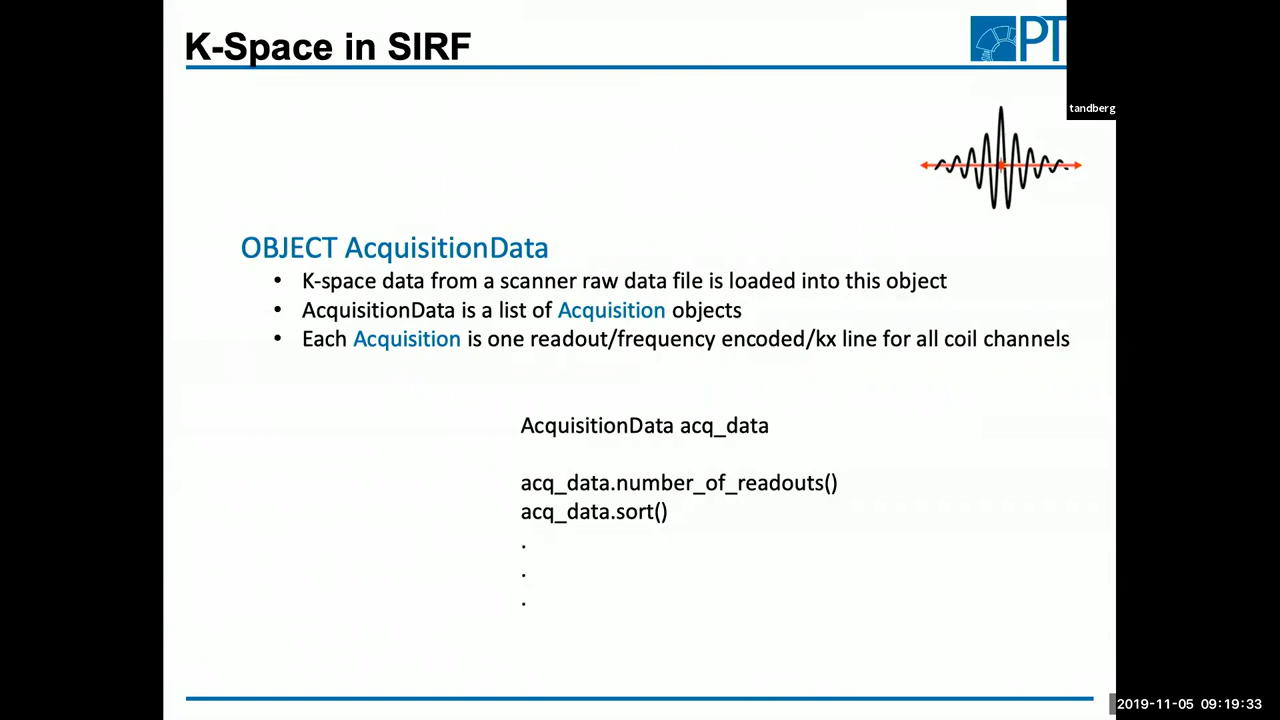 K-Space in SIRF
PT
tandberg
OBJECT AcquisitionData
• K-space data from a scanner raw data file is loaded into this object
• AcquisitionData is a list of Acquisition objects
• Each Acquisition is one readout/frequency encoded/kx line for all coil channels
AcquisitionData acq_data
acq_data.number_of_readouts()
acq_data.sort()
.
.
.
2019-11-05 09:19:33